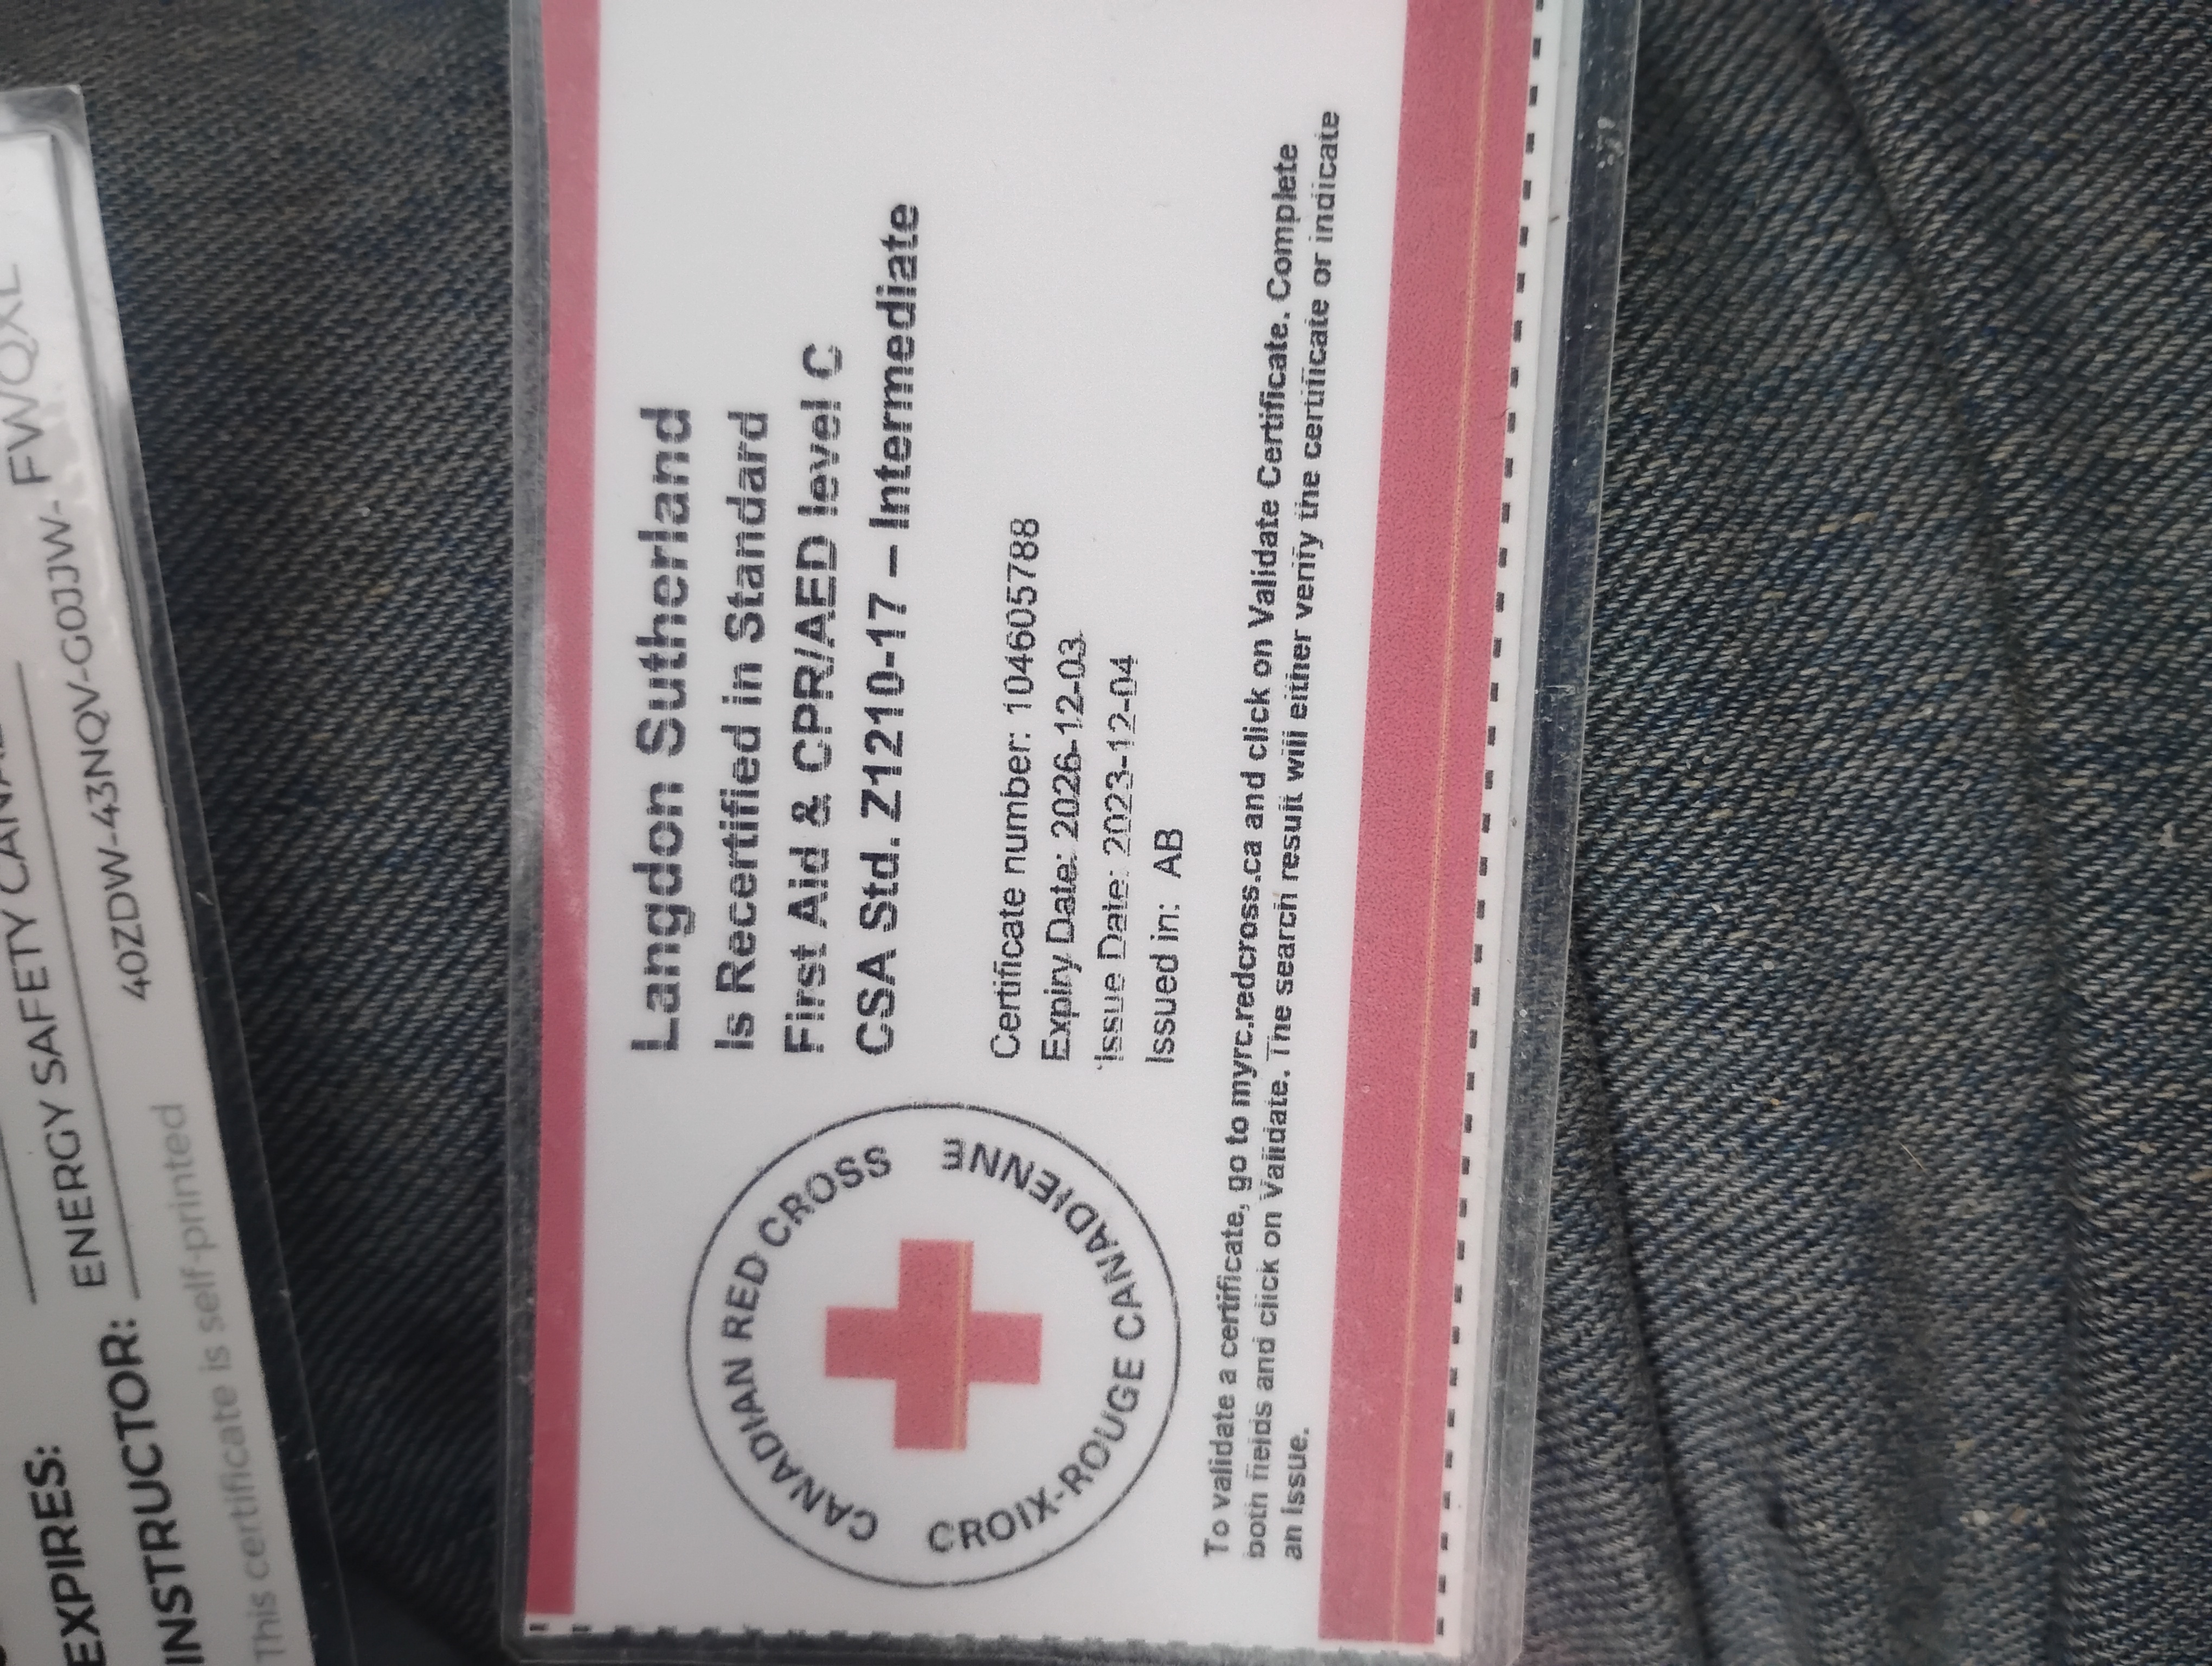 Langdon Sutherland
Is Recertified in Standard
First Aid & CPR/AED level C
CSA Std. Z1210-17 – Intermediate
Certificate number: 104605788
Expiry Date: 2026-12-03
Issue Date: 2023-12-04
Issued in: AB
CANADIAN RED CROSS
CROIX-ROUGE CANADIENNE
To validate a certificate, go to myrc.redcross.ca and click on Validate Certificate. Complete
both fields and click on Validate. The search result will either verify the certificate or indicate
an issue.
EXPIRES:
ENERGY SAFETY
INSTRUCTOR:
40ZDW-43NQV-G0JJW- FWQXL
This certificate is self-printed